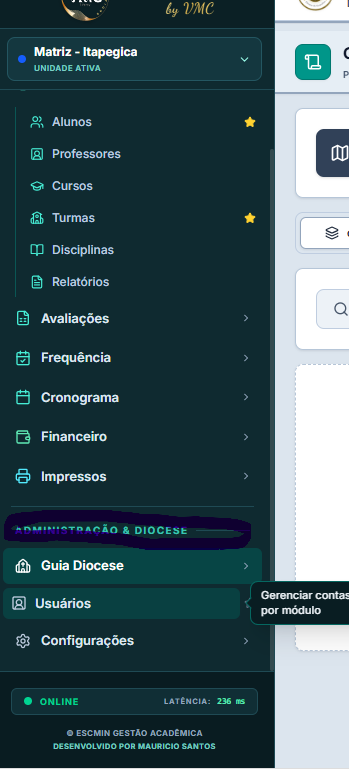 by VMC
Matriz - Itapegica
UNIDADE ATIVA
Alunos
Professores
Cursos
Turmas
Disciplinas
Relatórios
Avaliações
Frequência
Cronograma
Financeiro
Impressos
ADMINISTRAÇÃO & DIOCESE
Guia Diocese
Usuários
Gerenciar contas
por módulo
Configurações
ONLINE
LATÊNCIA: 236 ms
© ESCMIN GESTÃO ACADÊMICA
DESENVOLVIDO POR MAURICIO SANTOS